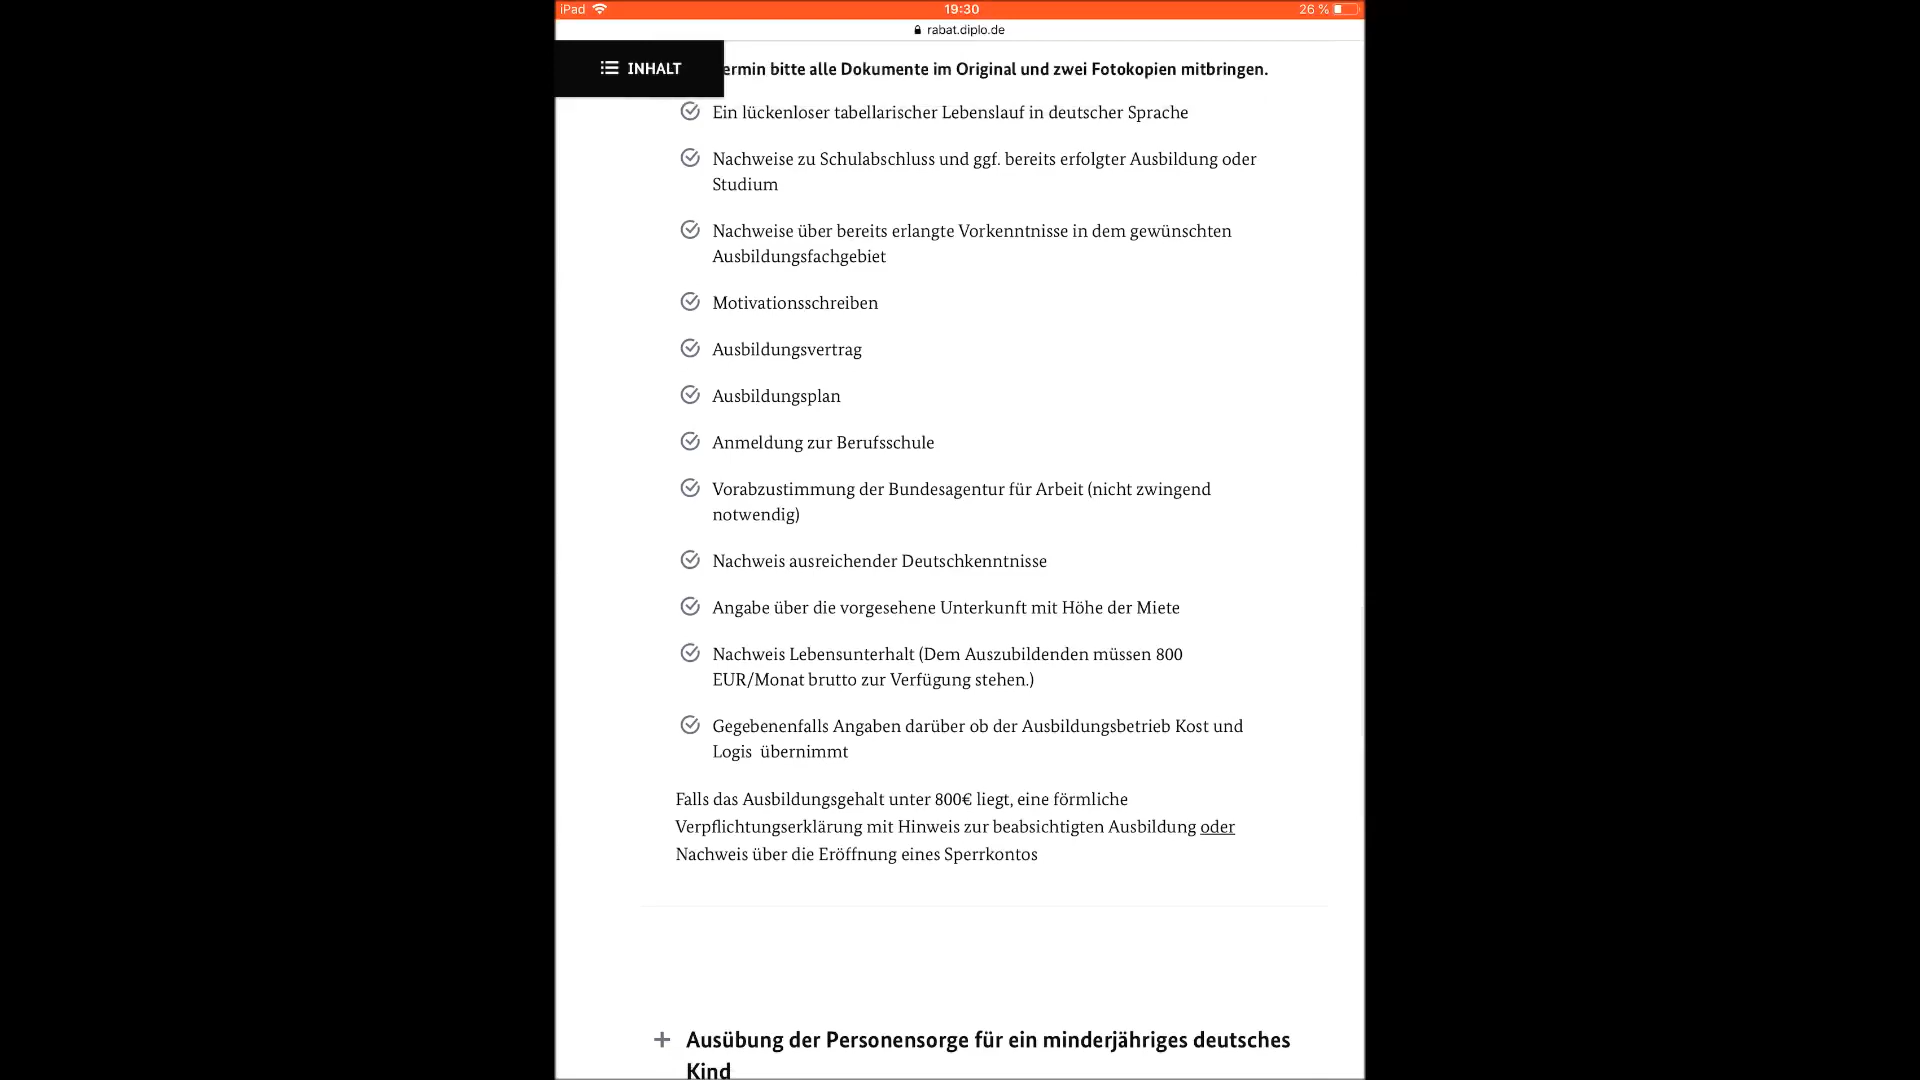 iPad 19:30 26 %
rabat.diplo.de
INHALT
ermin bitte alle Dokumente im Original und zwei Fotokopien mitbringen.
Ein lückenloser tabellarischer Lebenslauf in deutscher Sprache
Nachweise zu Schulabschluss und ggf. bereits erfolgter Ausbildung oder
Studium
Nachweise über bereits erlangte Vorkenntnisse in dem gewünschten
Ausbildungsfachgebiet
Motivationsschreiben
Ausbildungsvertrag
Ausbildungsplan
Anmeldung zur Berufsschule
Vorabzustimmung der Bundesagentur für Arbeit (nicht zwingend
notwendig)
Nachweis ausreichender Deutschkenntnisse
Angabe über die vorgesehene Unterkunft mit Höhe der Miete
Nachweis Lebensunterhalt (Dem Auszubildenden müssen 800
EUR/Monat brutto zur Verfügung stehen.)
Gegebenenfalls Angaben darüber ob der Ausbildungsbetrieb Kost und
Logis übernimmt
Falls das Ausbildungsgehalt unter 800€ liegt, eine förmliche
Verpflichtungserklärung mit Hinweis zur beabsichtigten Ausbildung oder
Nachweis über die Eröffnung eines Sperrkontos
Ausübung der Personensorge für ein minderjähriges deutsches
Kind